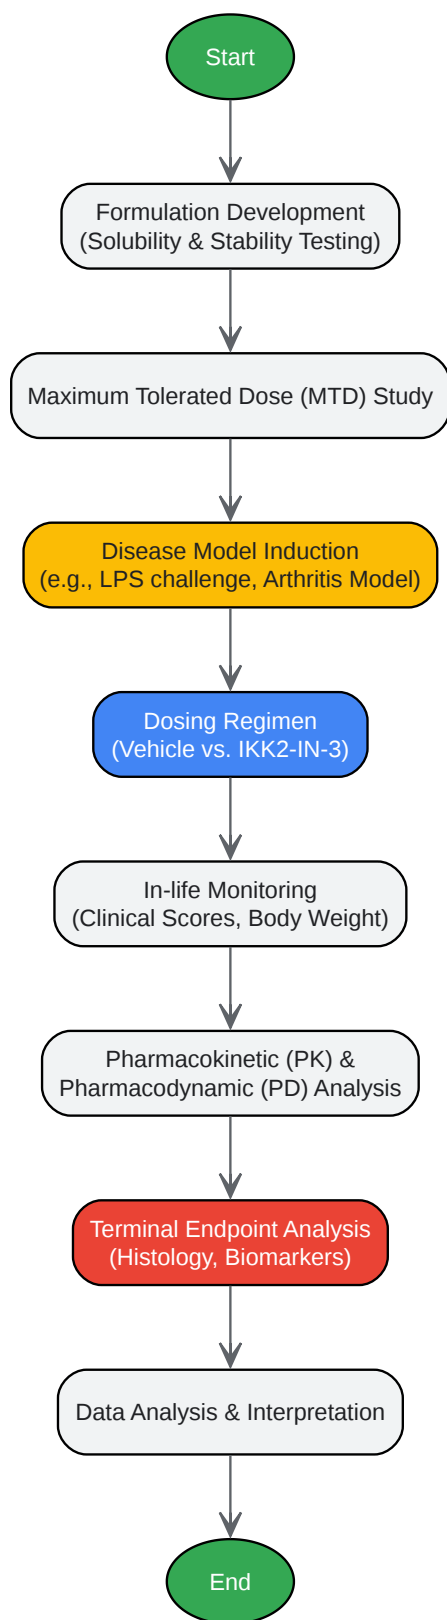 Start
Formulation Development
(Solubility & Stability Testing)
Maximum Tolerated Dose (MTD) Study
Disease Model Induction
(e.g., LPS challenge, Arthritis Model)
Dosing Regimen
(Vehicle vs. IKK2-IN-3)
In-life Monitoring
(Clinical Scores, Body Weight)
Pharmacokinetic (PK) &
Pharmacodynamic (PD) Analysis
Terminal Endpoint Analysis
(Histology, Biomarkers)
Data Analysis & Interpretation
End